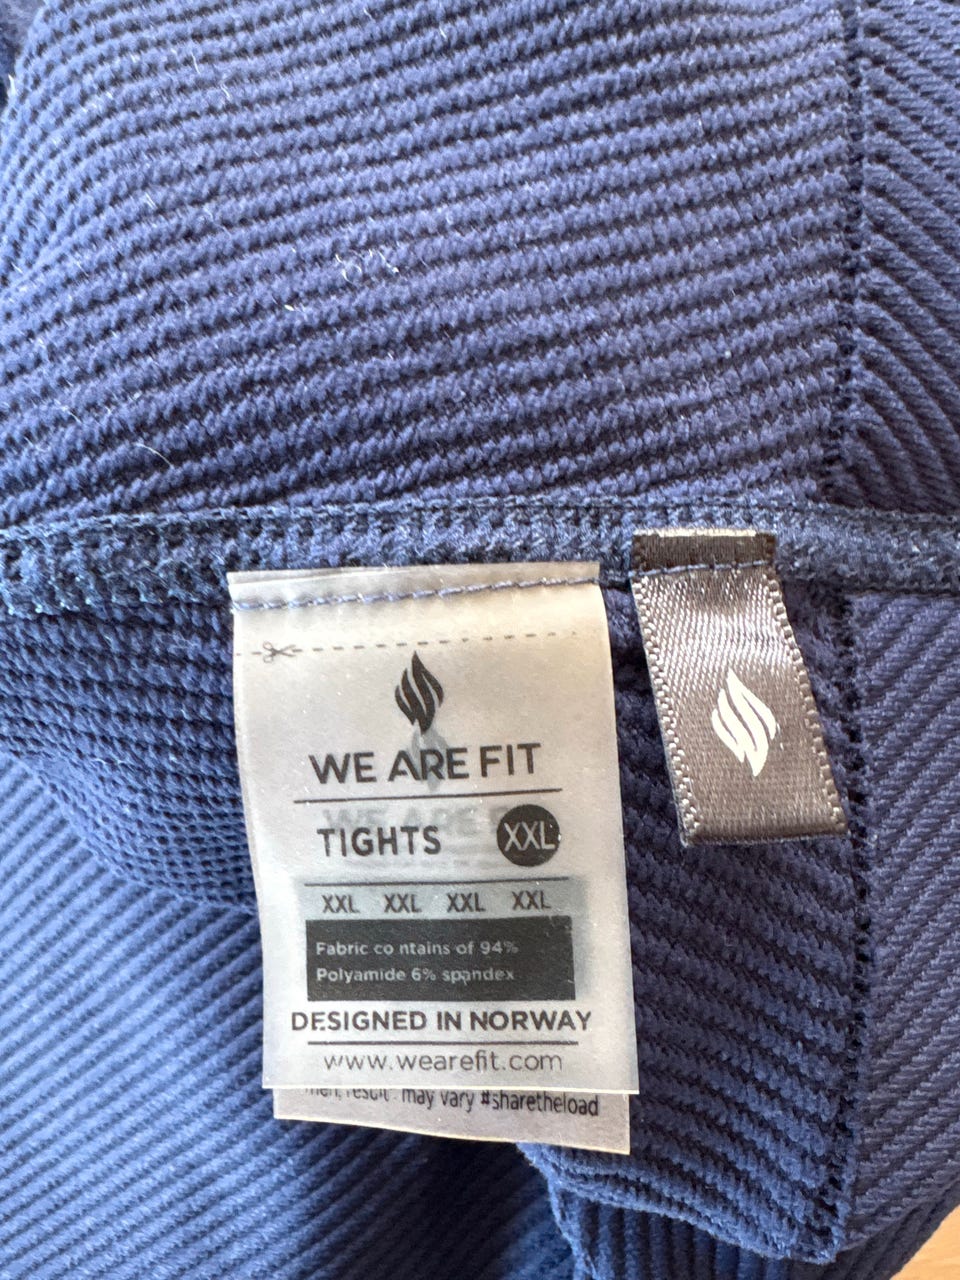 WE ARE FIT
TIGHTS XXL
XXL XXL XXL XXL
Fabric co ntains of 94%
Polyamide 6% spandex
DESIGNED IN NORWAY
www.wearefit.com
may vary #sharetheload